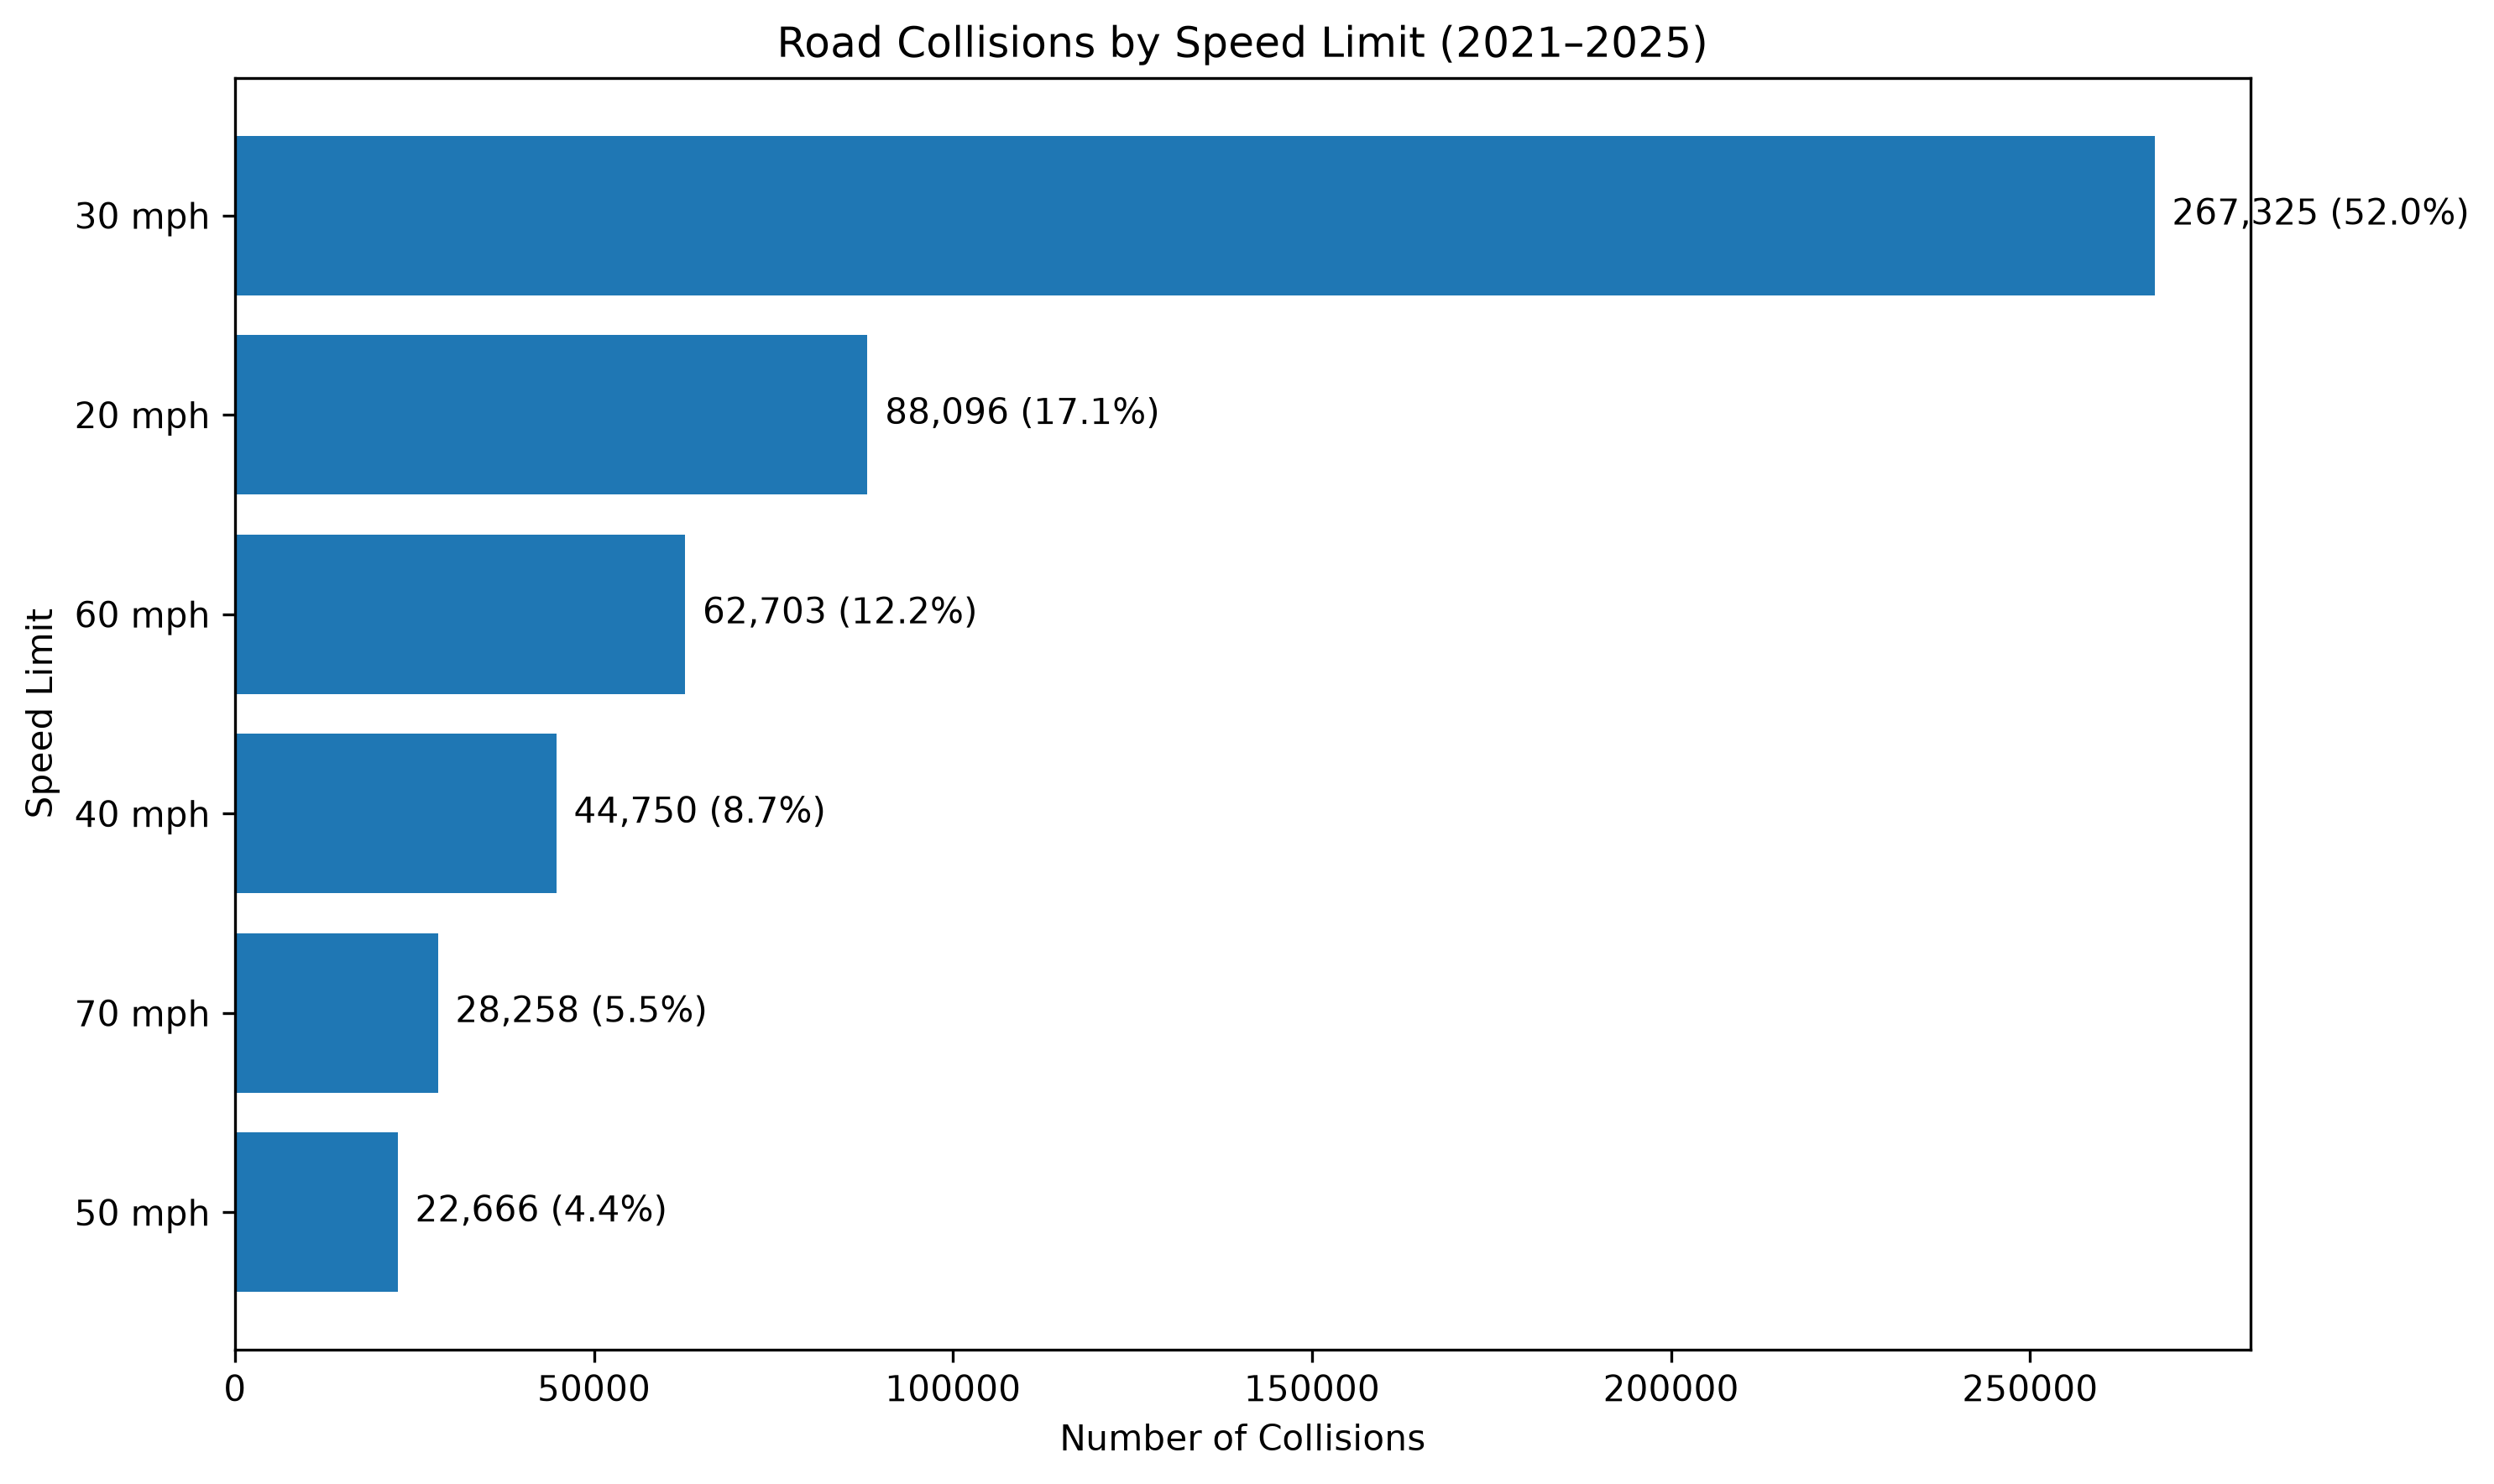 Road Collisions by Speed Limit (2021–2025)
Speed Limit
30 mph
267,325 (52.0%)
20 mph
88,096 (17.1%)
60 mph
62,703 (12.2%)
40 mph
44,750 (8.7%)
70 mph
28,258 (5.5%)
50 mph
22,666 (4.4%)
0 50000 100000 150000 200000 250000
Number of Collisions